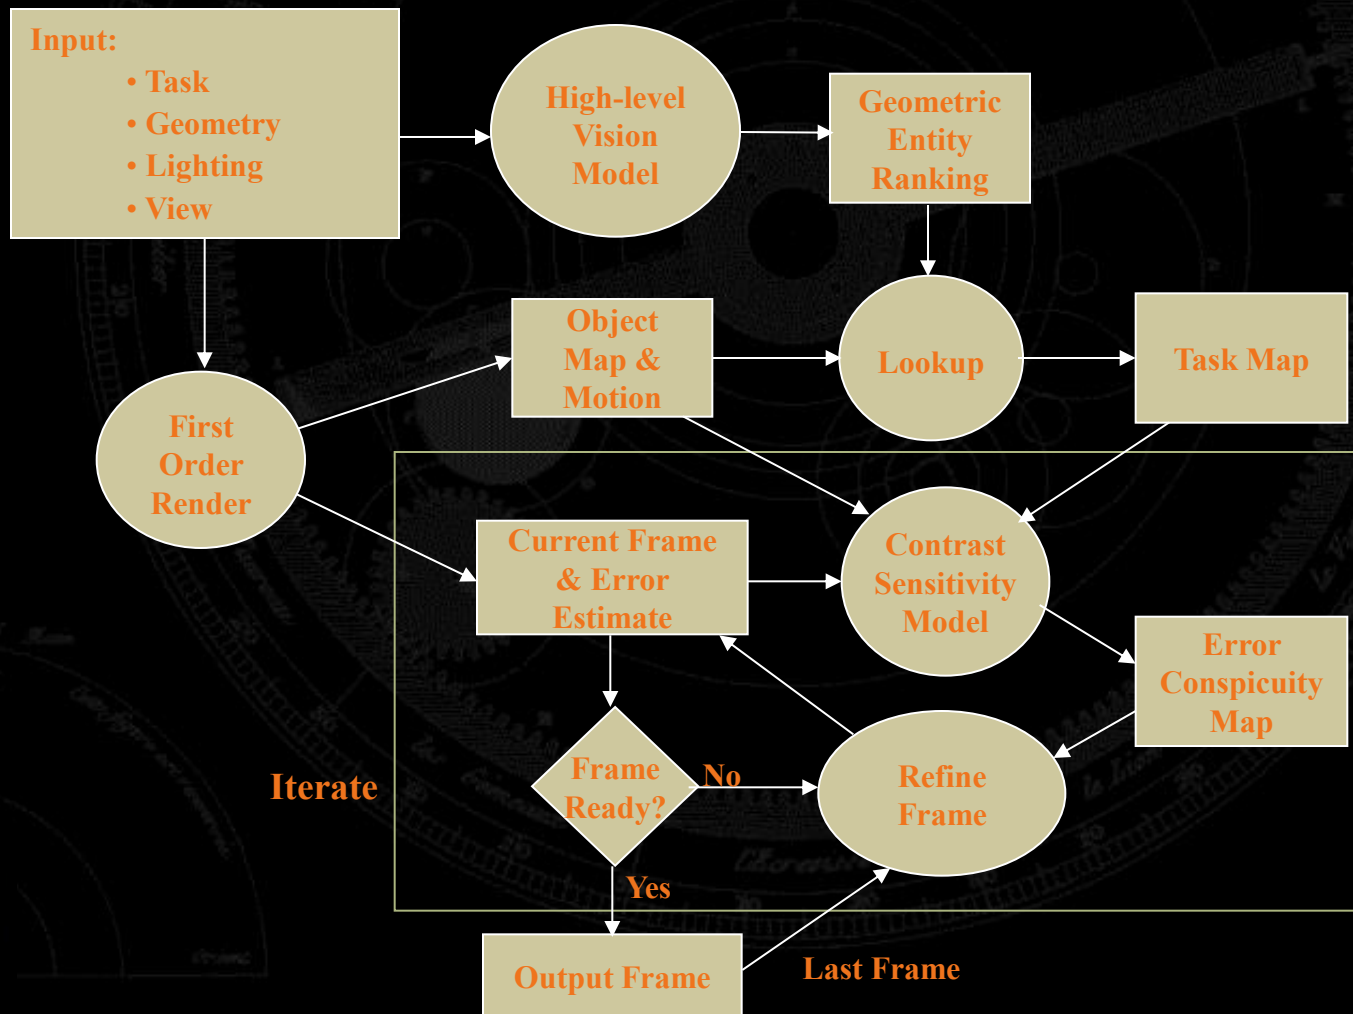 Input:
• Task
• Geometry
• Lighting
• View
High-level
Vision
Model
Geometric
Entity
Ranking
Object
Map &
Motion
Lookup
Task Map
First
Order
Render
Current Frame
& Error
Estimate
Contrast
Sensitivity
Model
Error
Conspicuity
Map
Iterate
Frame
Ready?
No
Refine
Frame
Yes
Output Frame
Last Frame